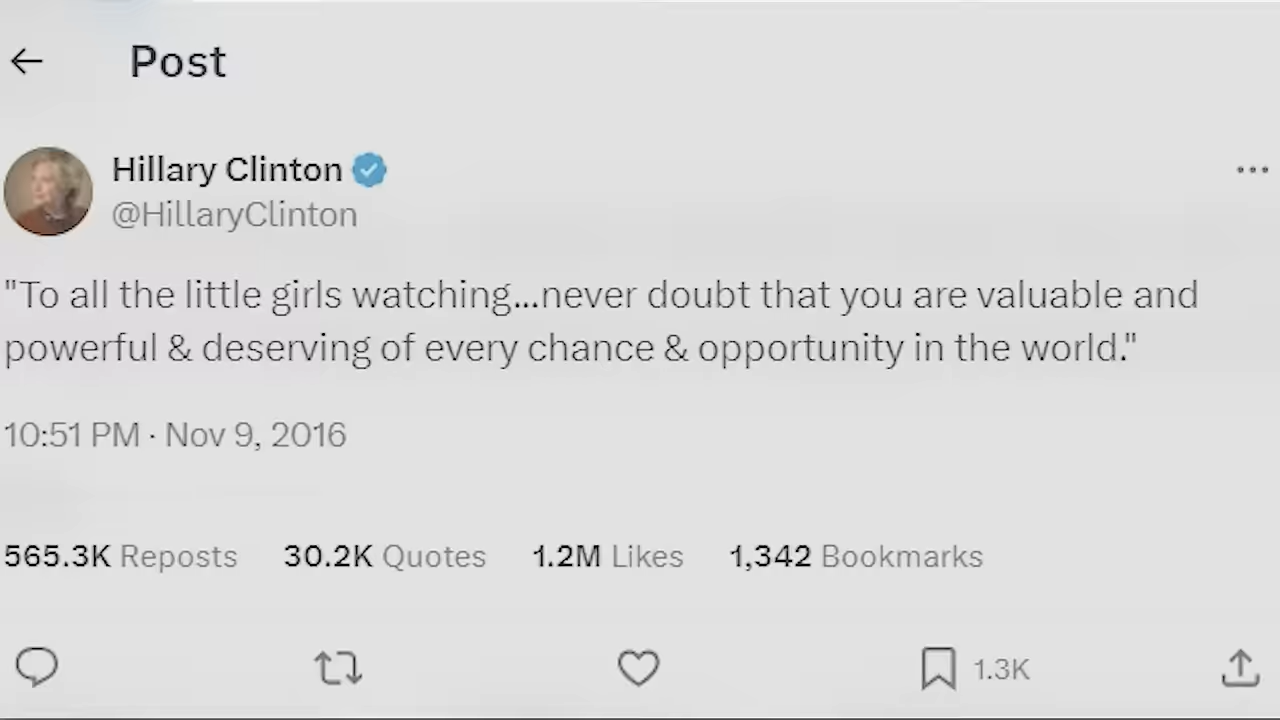 Post
Hillary Clinton
@HillaryClinton
"To all the little girls watching...never doubt that you are valuable and
powerful & deserving of every chance & opportunity in the world."
10:51 PM · Nov 9, 2016
565.3K Reposts 30.2K Quotes 1.2M Likes 1,342 Bookmarks
1.3K